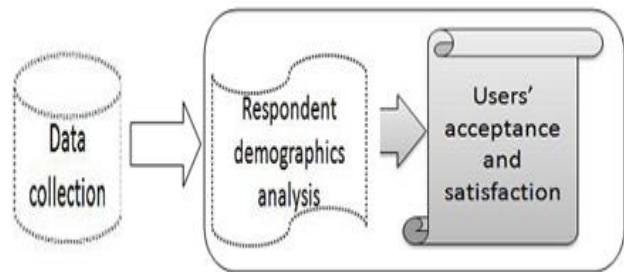 Data
collection
Respondent
demographics
analysis
Users'
acceptance
and
satisfaction